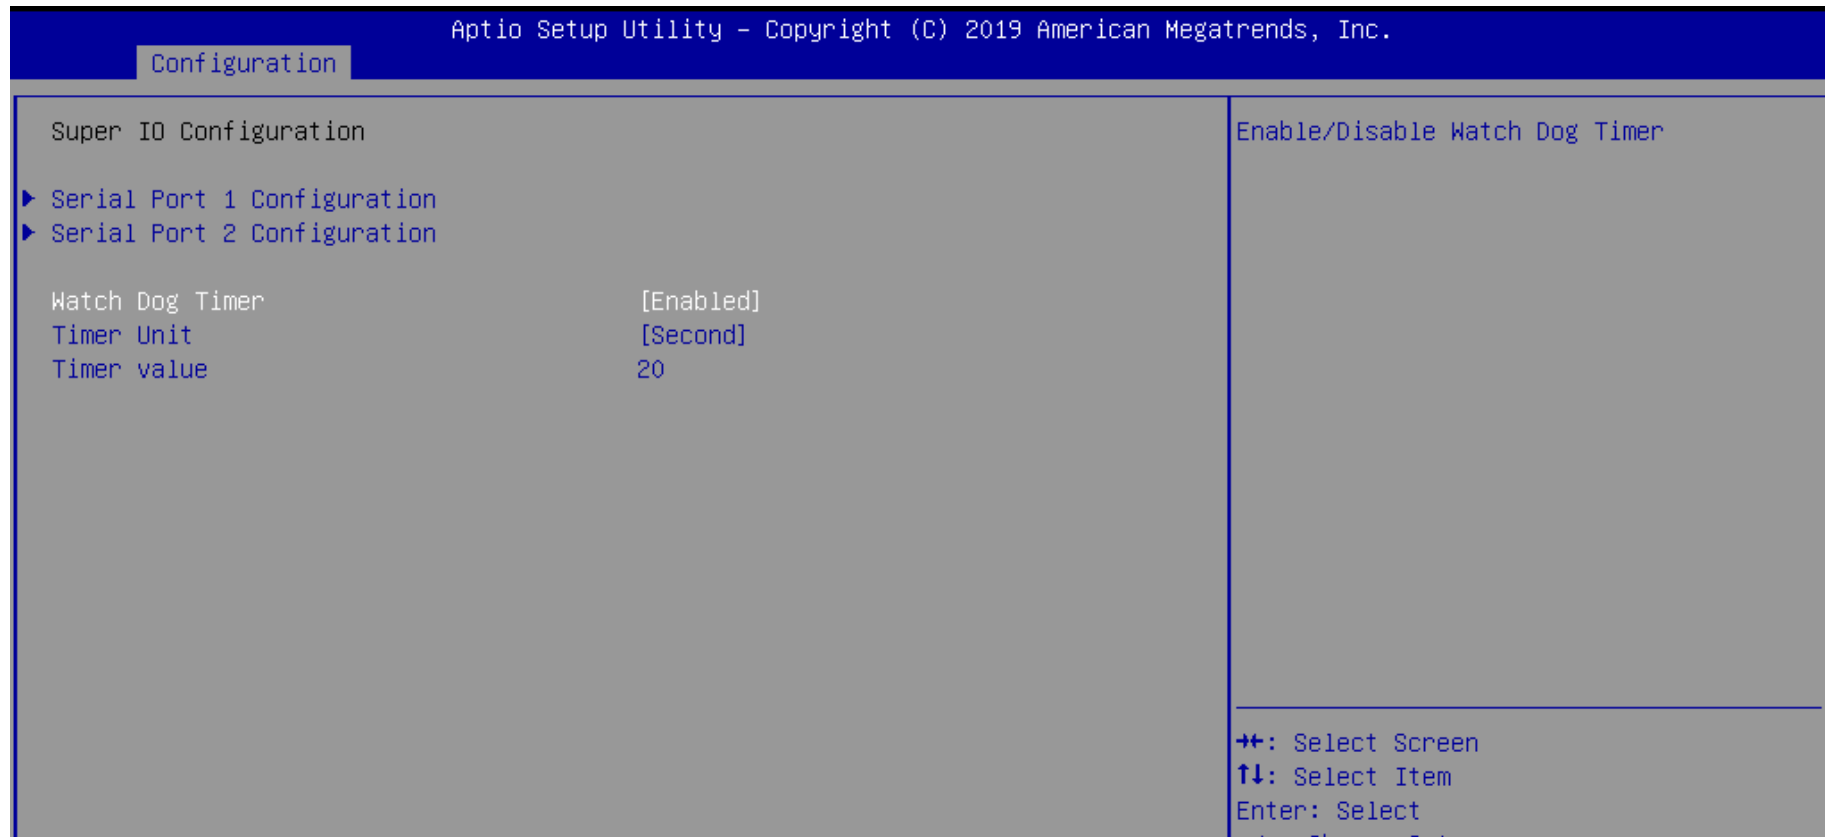 Aptio Setup Utility – Copyright (C) 2019 American Megatrends, Inc.
Configuration
Super IO Configuration
Serial Port 1 Configuration
Serial Port 2 Configuration
Watch Dog Timer [Enabled]
Timer Unit [Second]
Timer value 20
Enable/Disable Watch Dog Timer
→←: Select Screen
↑↓: Select Item
Enter: Select